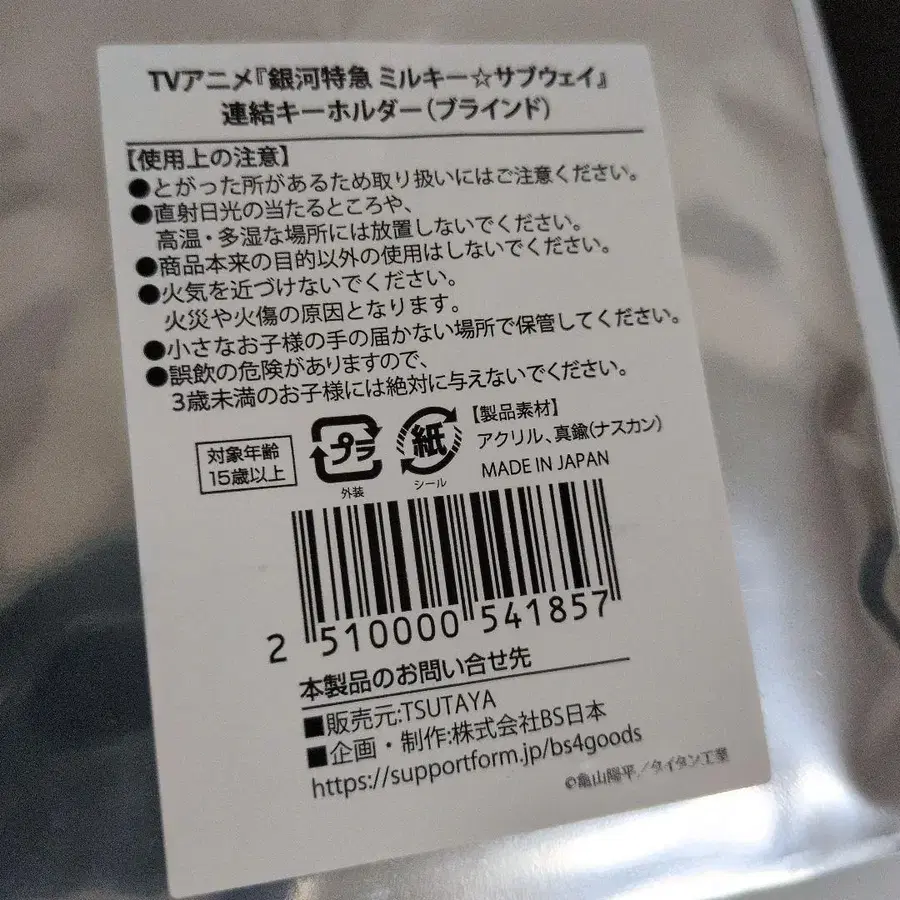 TVアニメ『銀河特急 ミルキー☆サブウェイ』
連結キーホルダー(ブラインド)
【使用上の注意】
●とがった所があるため取り扱いにはご注意ください。
●直射日光の当たるところや、
高温・多湿な場所には放置しないでください。
●商品本来の目的以外の使用はしないでください。
●火気を近づけないでください。
火災や火傷の原因となります。
●小さなお子様の手の届かない場所で保管してください。
●誤飲の危険がありますので、
3歳未満のお子様には絶対に与えないでください。
対象年齢
15歳以上
プラ
外装
紙
シール
【製品素材】
アクリル、真鍮(ナスカン)
MADE IN JAPAN
2 510000 541857
本製品のお問い合せ先
■販売元:TSUTAYA
■企画・制作:株式会社BS日本
https://supportform.jp/bs4goods
©亀山陽平/タイタン工業